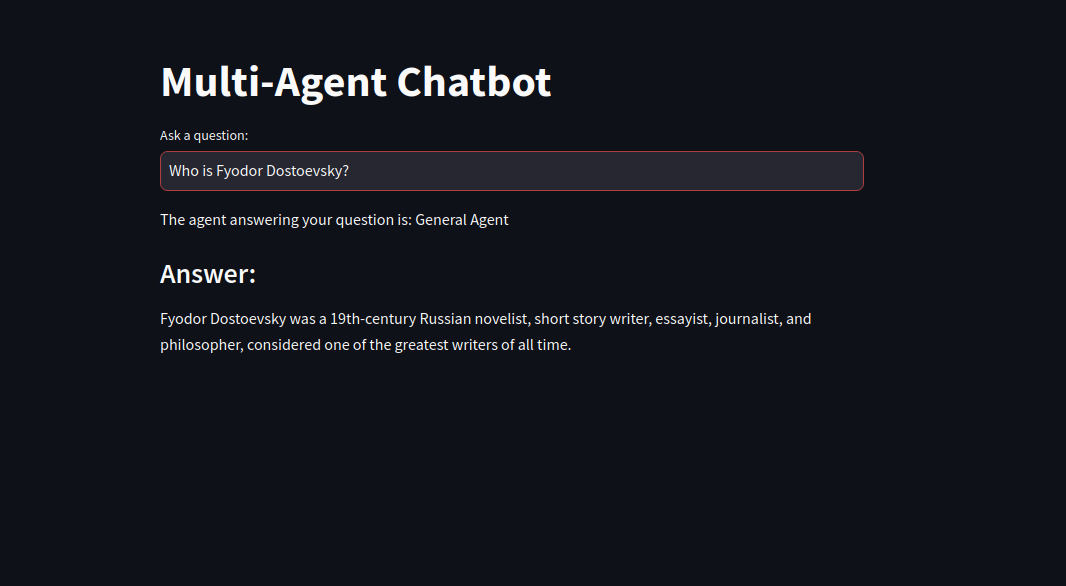 Multi-Agent Chatbot
Ask a question:
Who is Fyodor Dostoevsky?
The agent answering your question is: General Agent
Answer:
Fyodor Dostoevsky was a 19th-century Russian novelist, short story writer, essayist, journalist, and
philosopher, considered one of the greatest writers of all time.